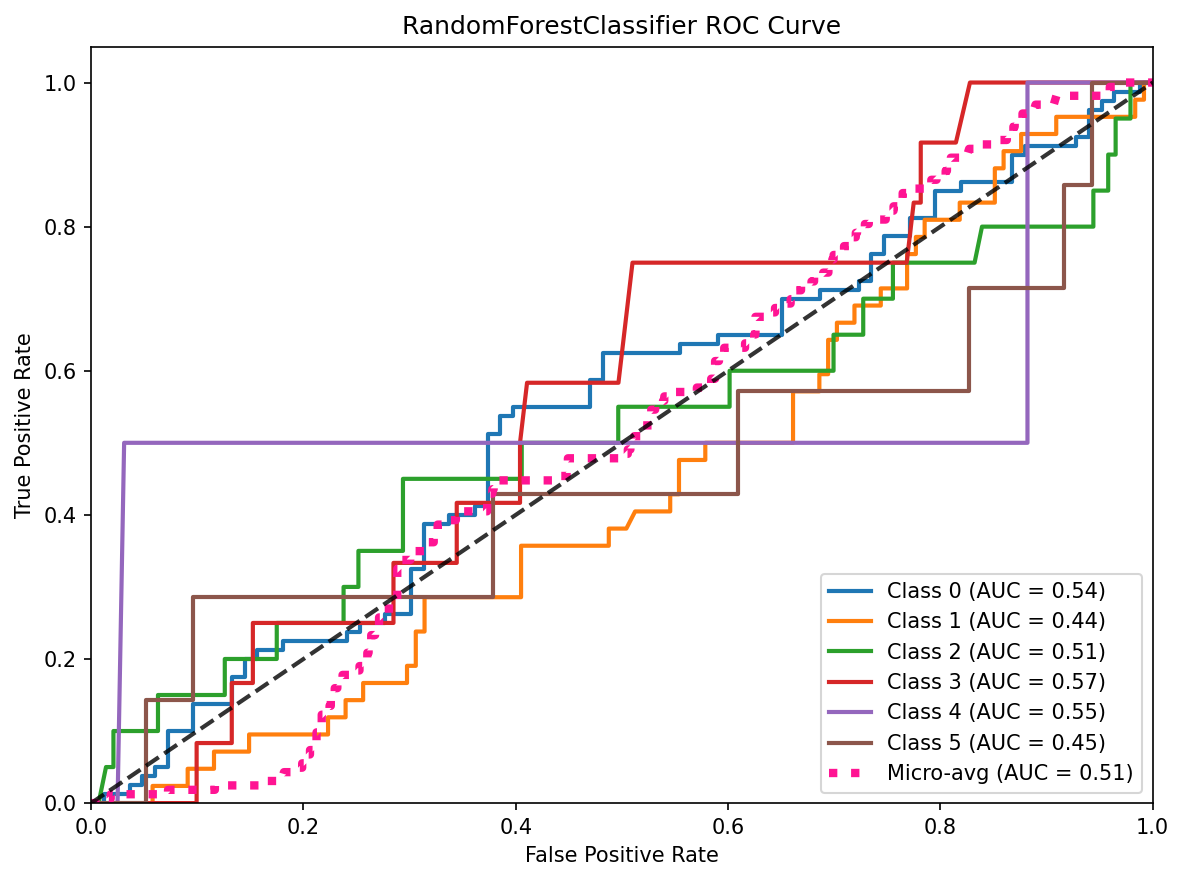 RandomForestClassifier ROC Curve
True Positive Rate
1.0
0.8
0.6
0.4
0.2
0.0
0.0 0.2 0.4 0.6 0.8 1.0
False Positive Rate
Class 0 (AUC = 0.54)
Class 1 (AUC = 0.44)
Class 2 (AUC = 0.51)
Class 3 (AUC = 0.57)
Class 4 (AUC = 0.55)
Class 5 (AUC = 0.45)
Micro-avg (AUC = 0.51)